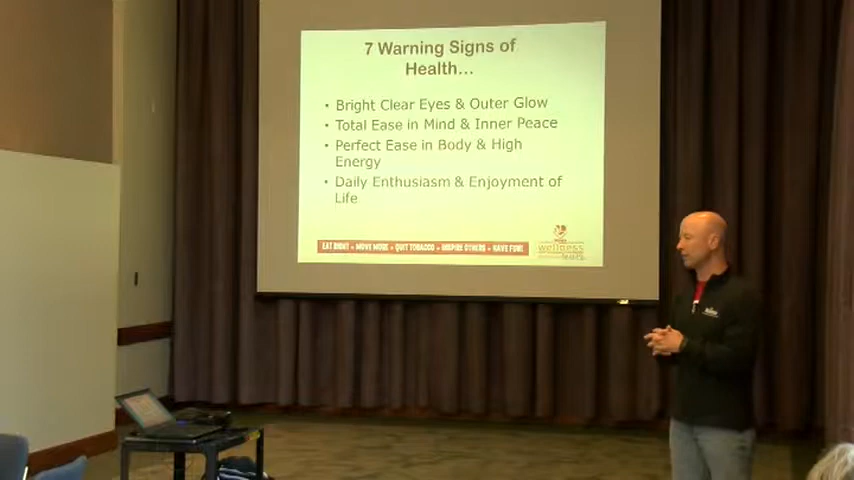 7 Warning Signs of
Health...
• Bright Clear Eyes & Outer Glow
• Total Ease in Mind & Inner Peace
• Perfect Ease in Body & High
Energy
• Daily Enthusiasm & Enjoyment of
Life
EAT RIGHT • MOVE MORE • QUIT TOBACCO • INSPIRE OTHERS • HAVE FUN!
wellness